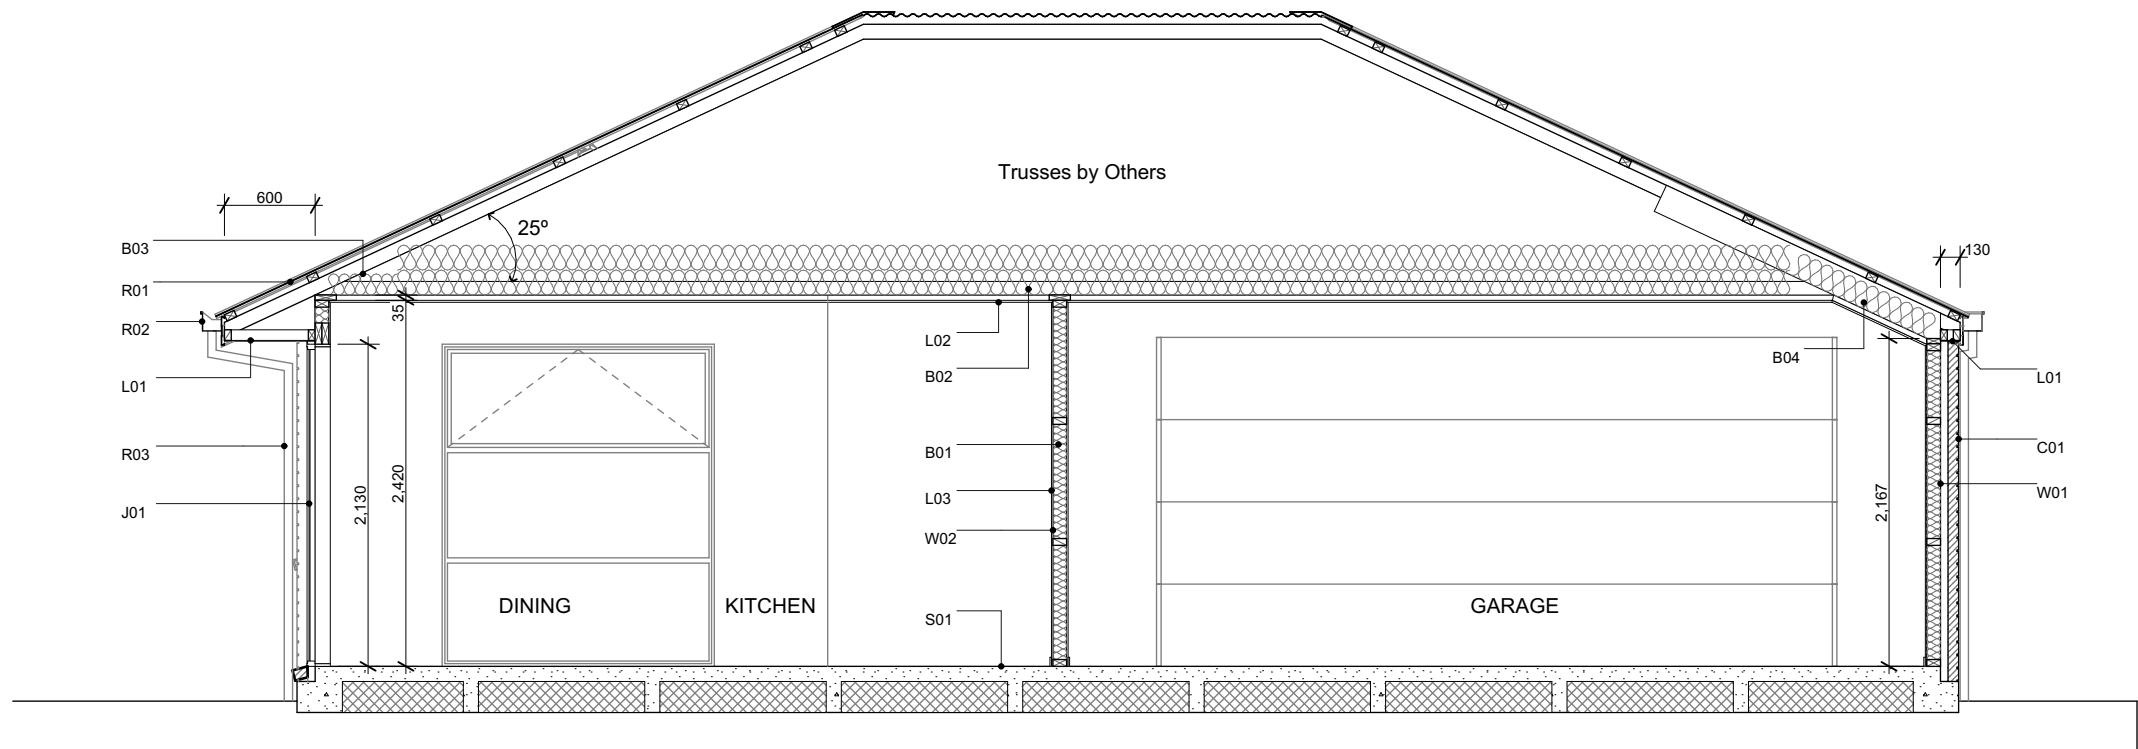 Trusses by Others
600
25º
B03
130
R01
35
R02
L02
B04
L01
B02
L01
R03
B01
C01
2,130
2,420
L03
2,167
W01
J01
W02
DINING
KITCHEN
GARAGE
S01